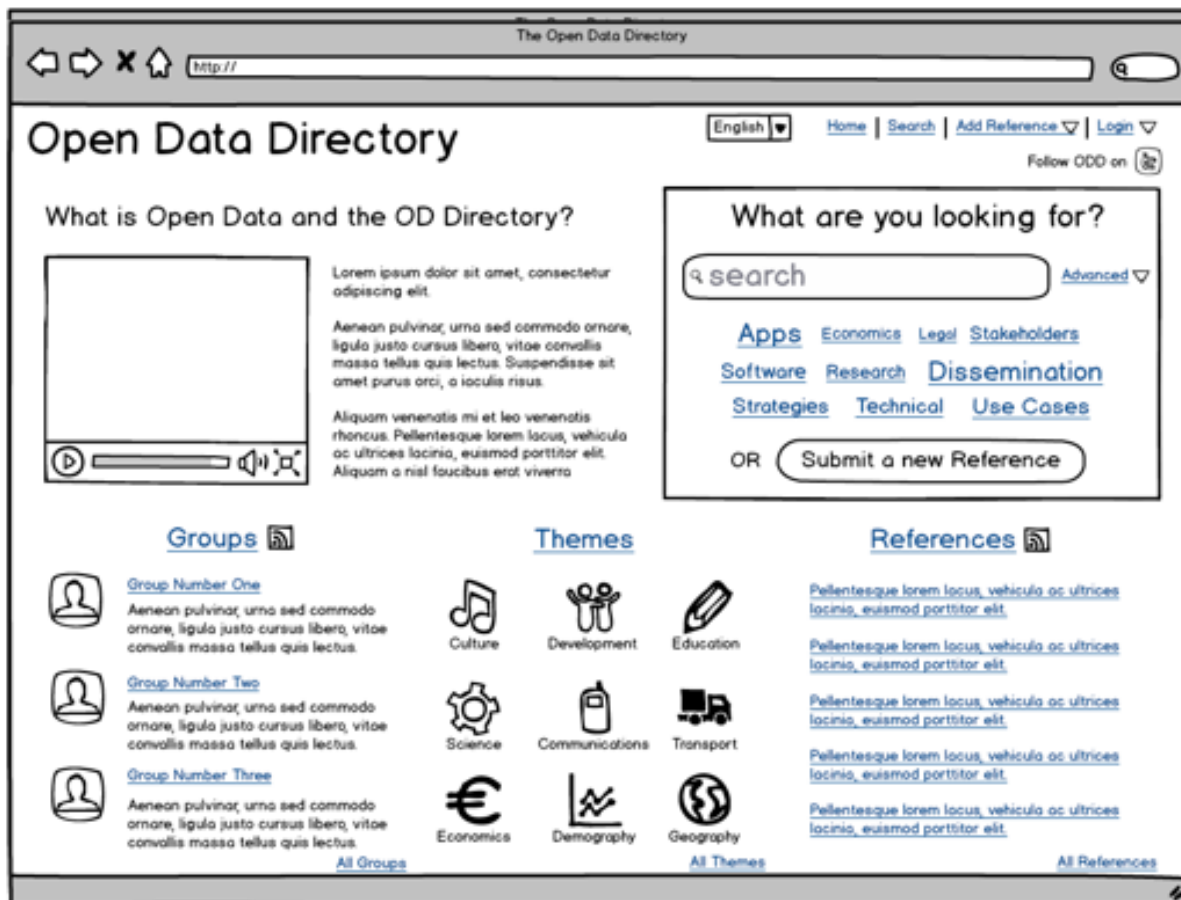 The Open Data Directory
http://
Open Data Directory
English
Home | Search | Add Reference | Login
Follow ODD on
What is Open Data and the OD Directory?
Lorem ipsum dolor sit amet, consectetur
adipiscing elit.
Aenean pulvinar, urna sed commodo ornare,
ligula justo cursus libero, vitae convallis
massa tellus quis lectus. Suspendisse sit
amet purus orci, a iaculis risus.
Aliquam venenatis mi et leo venenatis
rhoncus. Pellentesque lorem lacus, vehicula
ac ultrices lacinia, euismod porttitor elit.
Aliquam a nisl faucibus erat viverra
What are you looking for?
search
Advanced
Apps Economics Legal Stakeholders
Software Research Dissemination
Strategies Technical Use Cases
OR Submit a new Reference
Groups
Group Number One
Aenean pulvinar, urna sed commodo
ornare, ligula justo cursus libero, vitae
convallis massa tellus quis lectus.
Group Number Two
Aenean pulvinar, urna sed commodo
ornare, ligula justo cursus libero, vitae
convallis massa tellus quis lectus.
Group Number Three
Aenean pulvinar, urna sed commodo
ornare, ligula justo cursus libero, vitae
convallis massa tellus quis lectus.
All Groups
Themes
Culture Development Education
Science Communications Transport
Economics Demography Geography
All Themes
References
Pellentesque lorem lacus, vehicula ac ultrices
lacinia, euismod porttitor elit.
Pellentesque lorem lacus, vehicula ac ultrices
lacinia, euismod porttitor elit.
Pellentesque lorem lacus, vehicula ac ultrices
lacinia, euismod porttitor elit.
Pellentesque lorem lacus, vehicula ac ultrices
lacinia, euismod porttitor elit.
Pellentesque lorem lacus, vehicula ac ultrices
lacinia, euismod porttitor elit.
All References